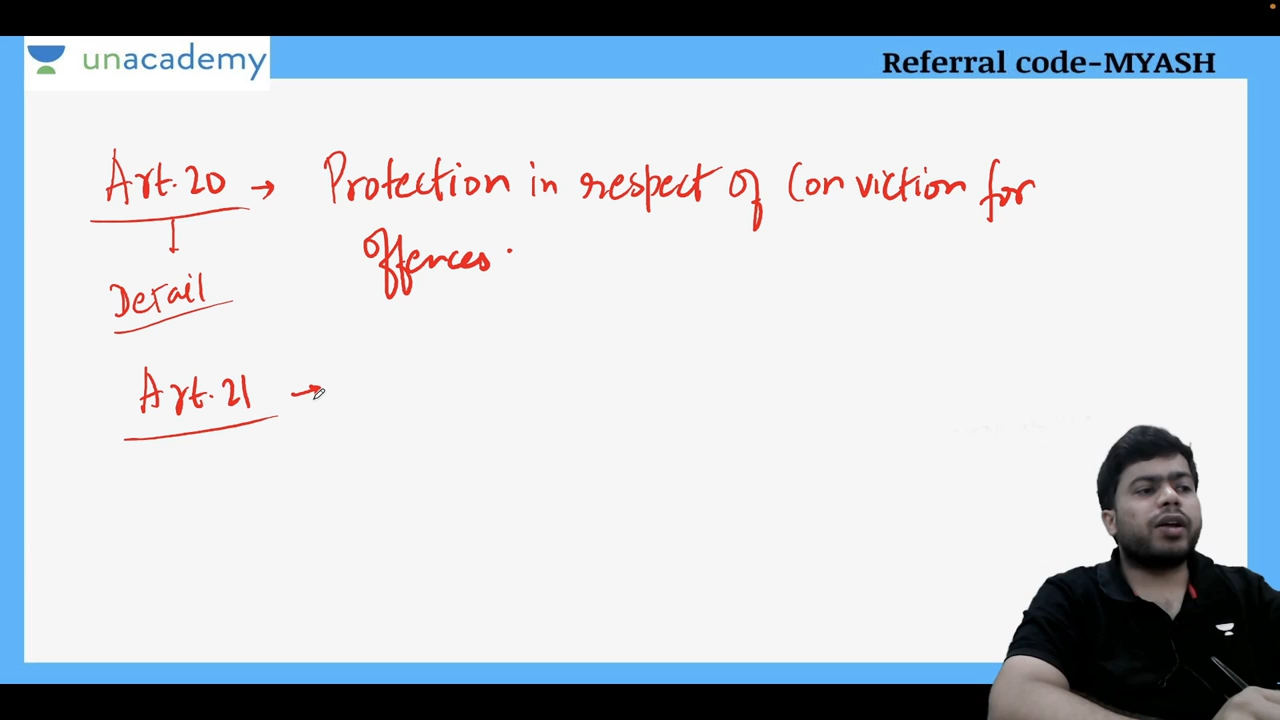 unacademy
Referral code-MYASH
Art.20 → Protection in respect of Conviction for
offences.
Detail
Art.21 →